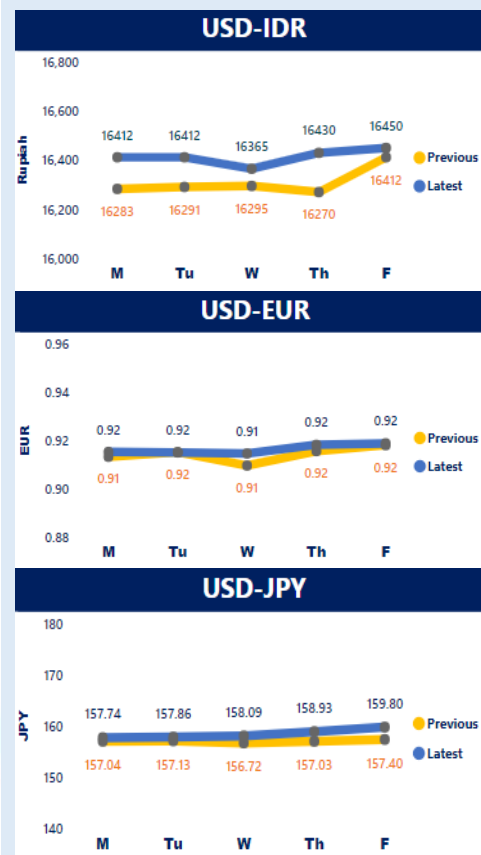 USD-IDR
16,800
16,600
16,400
16,200
16,000
Rupiah
16412 16412 16365 16430 16450
16283 16291 16295 16270 16412
Previous
Latest
M Tu W Th F
USD-EUR
0.96
0.94
0.92
0.90
0.88
EUR
0.92 0.92 0.91 0.92 0.92
0.91 0.92 0.91 0.92 0.92
Previous
Latest
M Tu W Th F
USD-JPY
180
170
160
150
140
JPY
157.74 157.86 158.09 158.93 159.80
157.04 157.13 156.72 157.03 157.40
Previous
Latest
M Tu W Th F